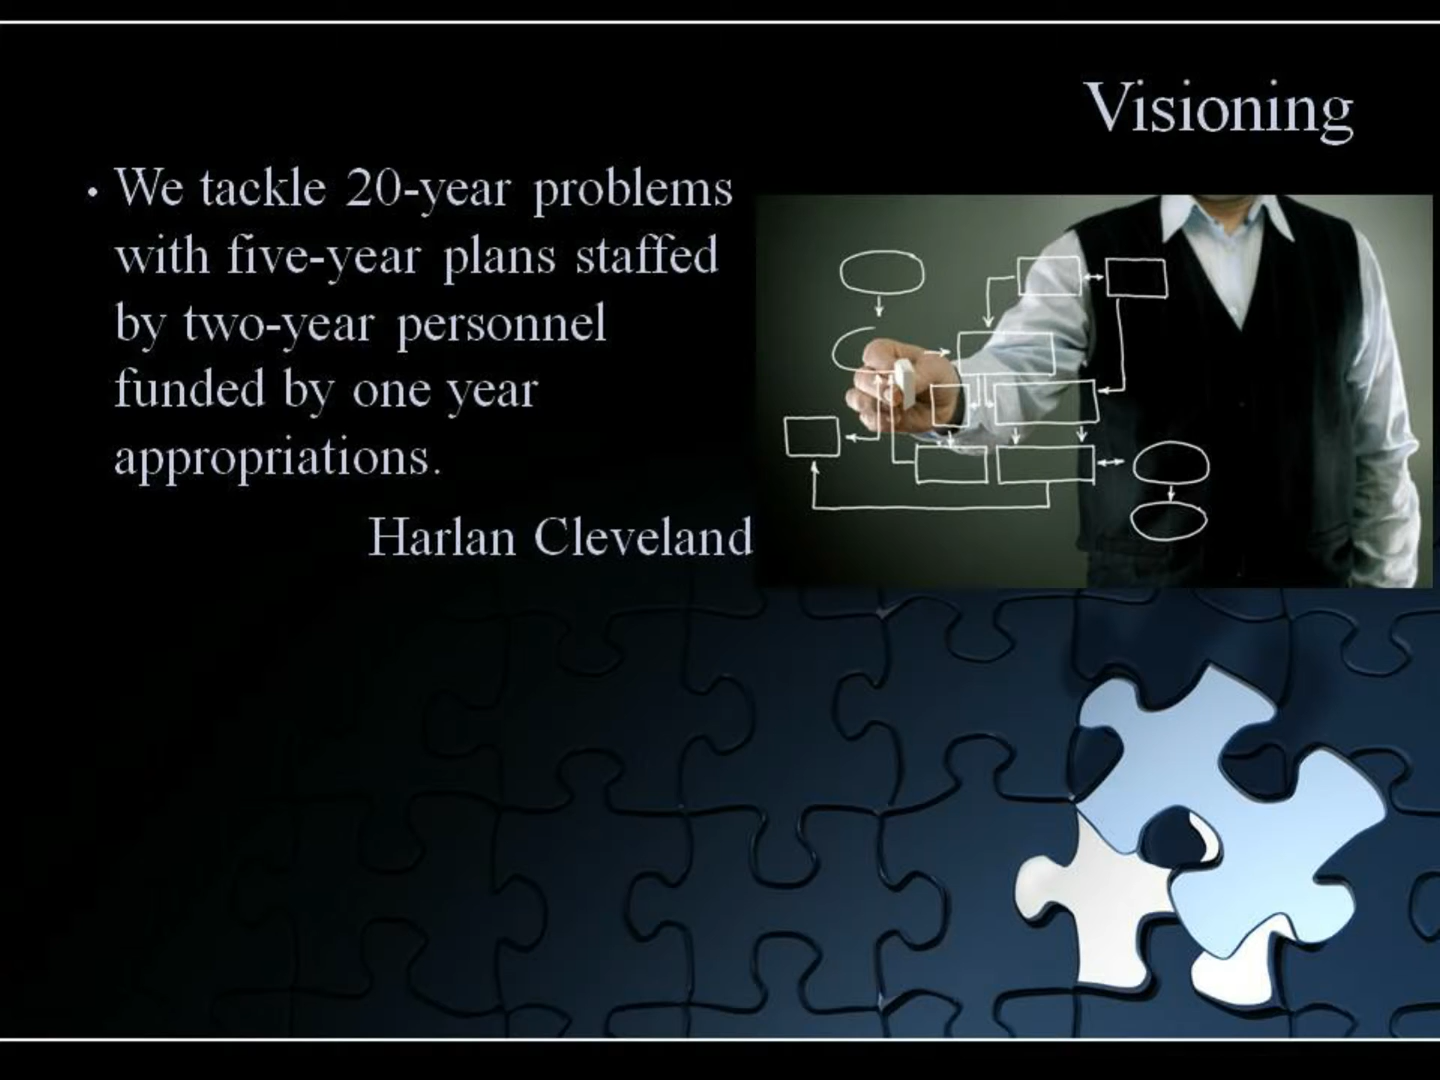 Visioning
• We tackle 20-year problems
with five-year plans staffed
by two-year personnel
funded by one year
appropriations.
Harlan Cleveland